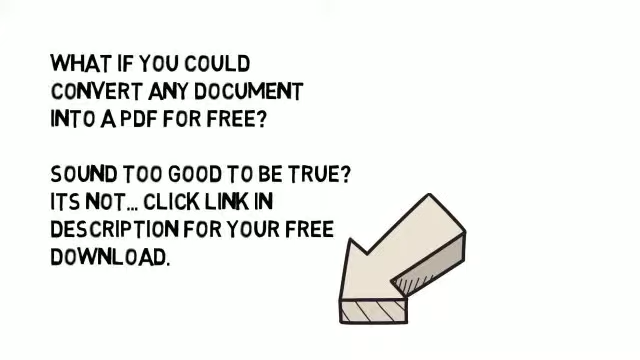 WHAT IF YOU COULD
CONVERT ANY DOCUMENT
INTO A PDF FOR FREE?
SOUND TOO GOOD TO BE TRUE?
ITS NOT... CLICK LINK IN
DESCRIPTION FOR YOUR FREE
DOWNLOAD.